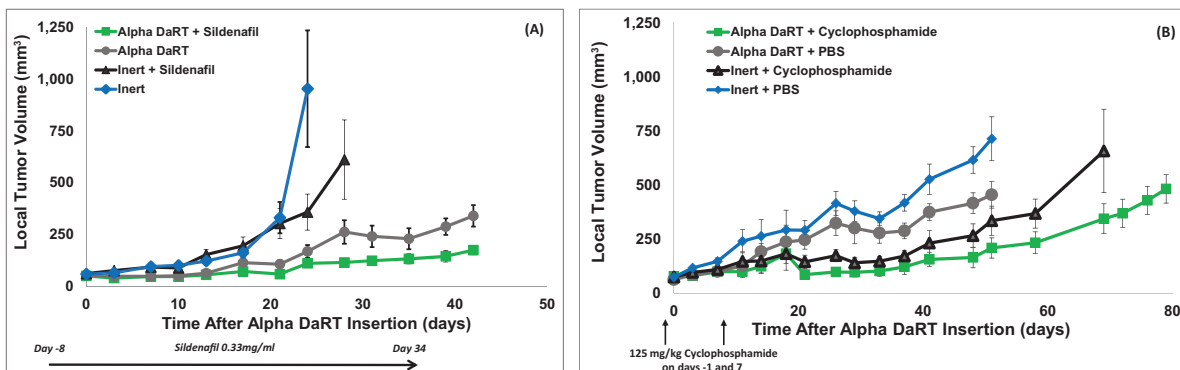 (A)
Alpha DaRT + Sildenafil
Alpha DaRT
Inert + Sildenafil
Inert
Local Tumor Volume (mm³)
1,250
1,000
750
500
250
0
0 10 20 30 40 50
Time After Alpha DaRT Insertion (days)
Day -8 Sildenafil 0.33mg/ml Day 34
(B)
Alpha DaRT + Cyclophosphamide
Alpha DaRT + PBS
Inert + Cyclophosphamide
Inert + PBS
Local Tumor Volume (mm³)
1,250
1,000
750
500
250
0
0 20 40 60 80
Time After Alpha DaRT Insertion (days)
125 mg/kg Cyclophosphamide
on days -1 and 7